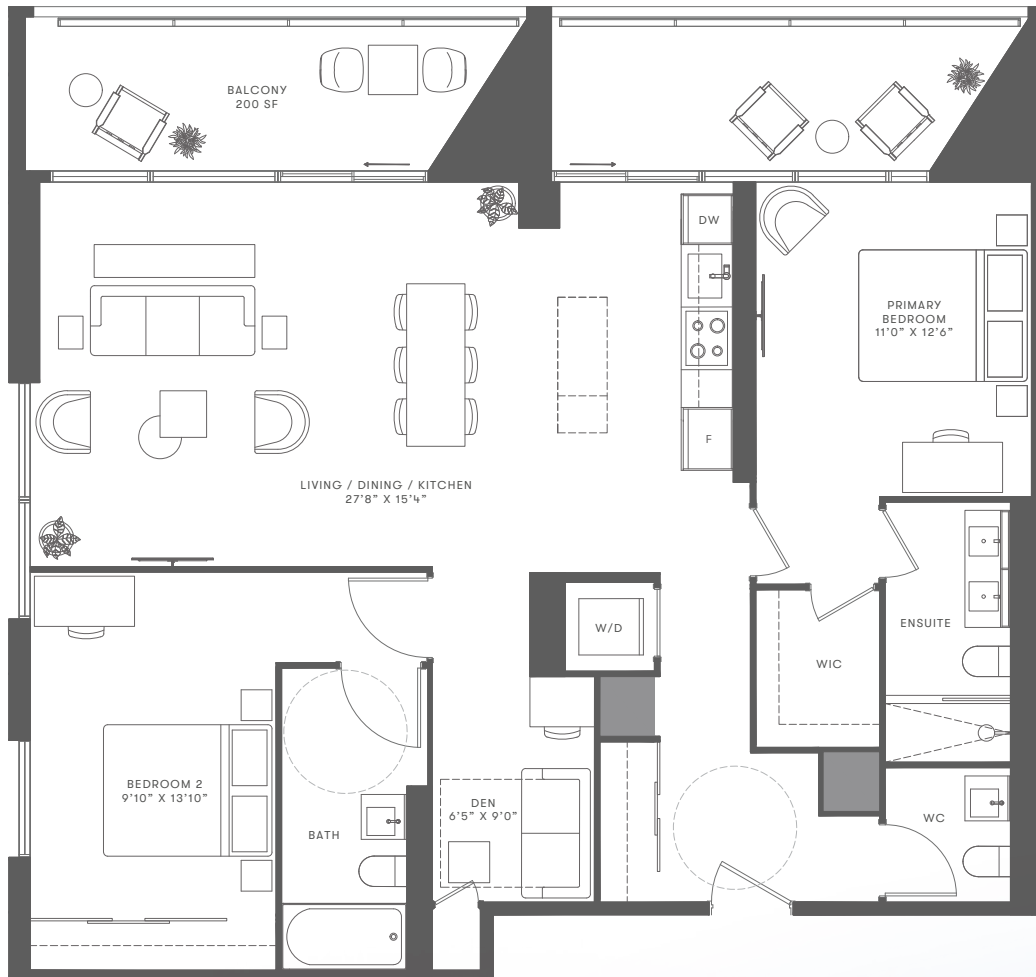 BALCONY
200 SF
DW
PRIMARY
BEDROOM
11'0" X 12'6"
F
LIVING / DINING / KITCHEN
27'8" X 15'4"
W/D
ENSUITE
WIC
BEDROOM 2
9'10" X 13'10"
DEN
6'5" X 9'0"
BATH
WC